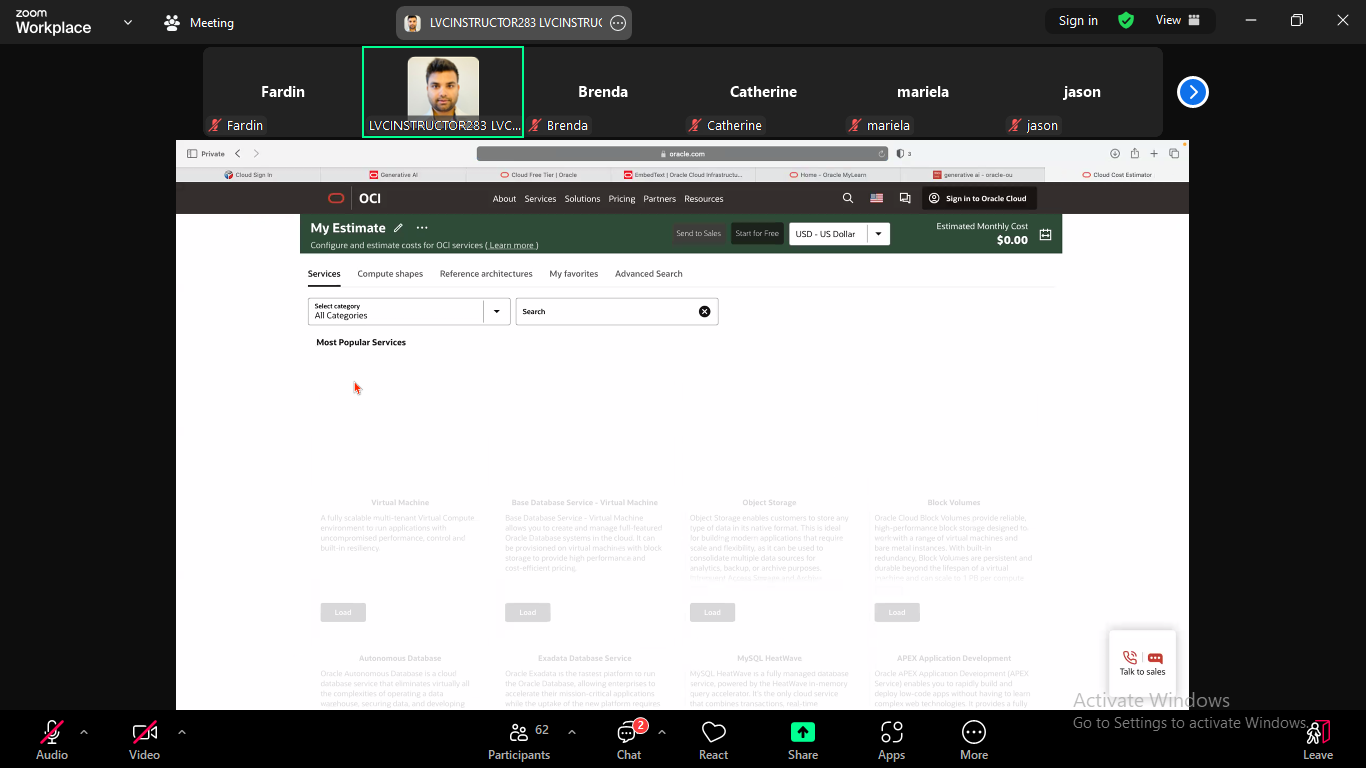 zoom
Workplace
Meeting
LVCINSTRUCTOR283 LVCINSTRUC
Sign in
View
Fardin
Fardin
LVCINSTRUCTOR283 LVC...
Brenda
Brenda
Catherine
Catherine
mariela
mariela
jason
jason
Private
oracle.com
3
Cloud Sign In
Generative AI
Cloud Free Tier | Oracle
EmbedText | Oracle Cloud Infrastructu...
Home - Oracle MyLearn
generative ai - oracle-ou
Cloud Cost Estimator
OCI
About Services Solutions Pricing Partners Resources
Sign in to Oracle Cloud
My Estimate
Configure and estimate costs for OCI services ( Learn more )
Send to Sales
Start for Free
USD - US Dollar
Estimated Monthly Cost
$0.00
Services Compute shapes Reference architectures My favorites Advanced Search
Select category
All Categories
Search
Most Popular Services
Virtual Machine
A fully scalable multi-tenant Virtual Compute
environment to run applications with
uncompromised performance, control and
built-in resiliency.
Load
Base Database Service - Virtual Machine
Base Database Service - Virtual Machine
allows you to create and manage full-featured
Oracle Database systems in the cloud. It can
be provisioned on virtual machines with block
storage to provide high performance and
cost-efficient pricing.
Load
Object Storage
Object Storage enables customers to store any
type of data in its native format. This is ideal
for building modern applications that require
scale and flexibility, as it can be used to
consolidate multiple data sources for
analytics, backup, or archive purposes.
Load
Block Volumes
Oracle Cloud Block Volumes provide reliable,
high-performance block storage designed to
work with a range of virtual machines and
bare metal instances. With built-in
redundancy, Block Volumes are persistent and
durable beyond the lifespan of a virtual
machine and can scale to 1 PB per compute
Load
Autonomous Database
Oracle Autonomous Database is a cloud
database service that eliminates virtually all
the complexities of operating a data
warehouse, securing data, and developing
Exadata Database Service
Oracle Exadata is the fastest platform to run
the Oracle Database, allowing enterprises to
accelerate their mission-critical applications
while the uptake of the new platform requires
MySQL HeatWave
MySQL HeatWave is a fully managed database
service, powered by the HeatWave in-memory
query accelerator. It's the only cloud service
that combines transactions, real-time
APEX Application Development
Oracle APEX Application Development (APEX
Service) enables you to rapidly build and
deploy low-code apps without having to learn
complex web technologies. It provides a fully
Talk to sales
Activate Windows
Go to Settings to activate Windows.
Audio
Video
62
Participants
2
Chat
React
Share
Apps
More
Leave